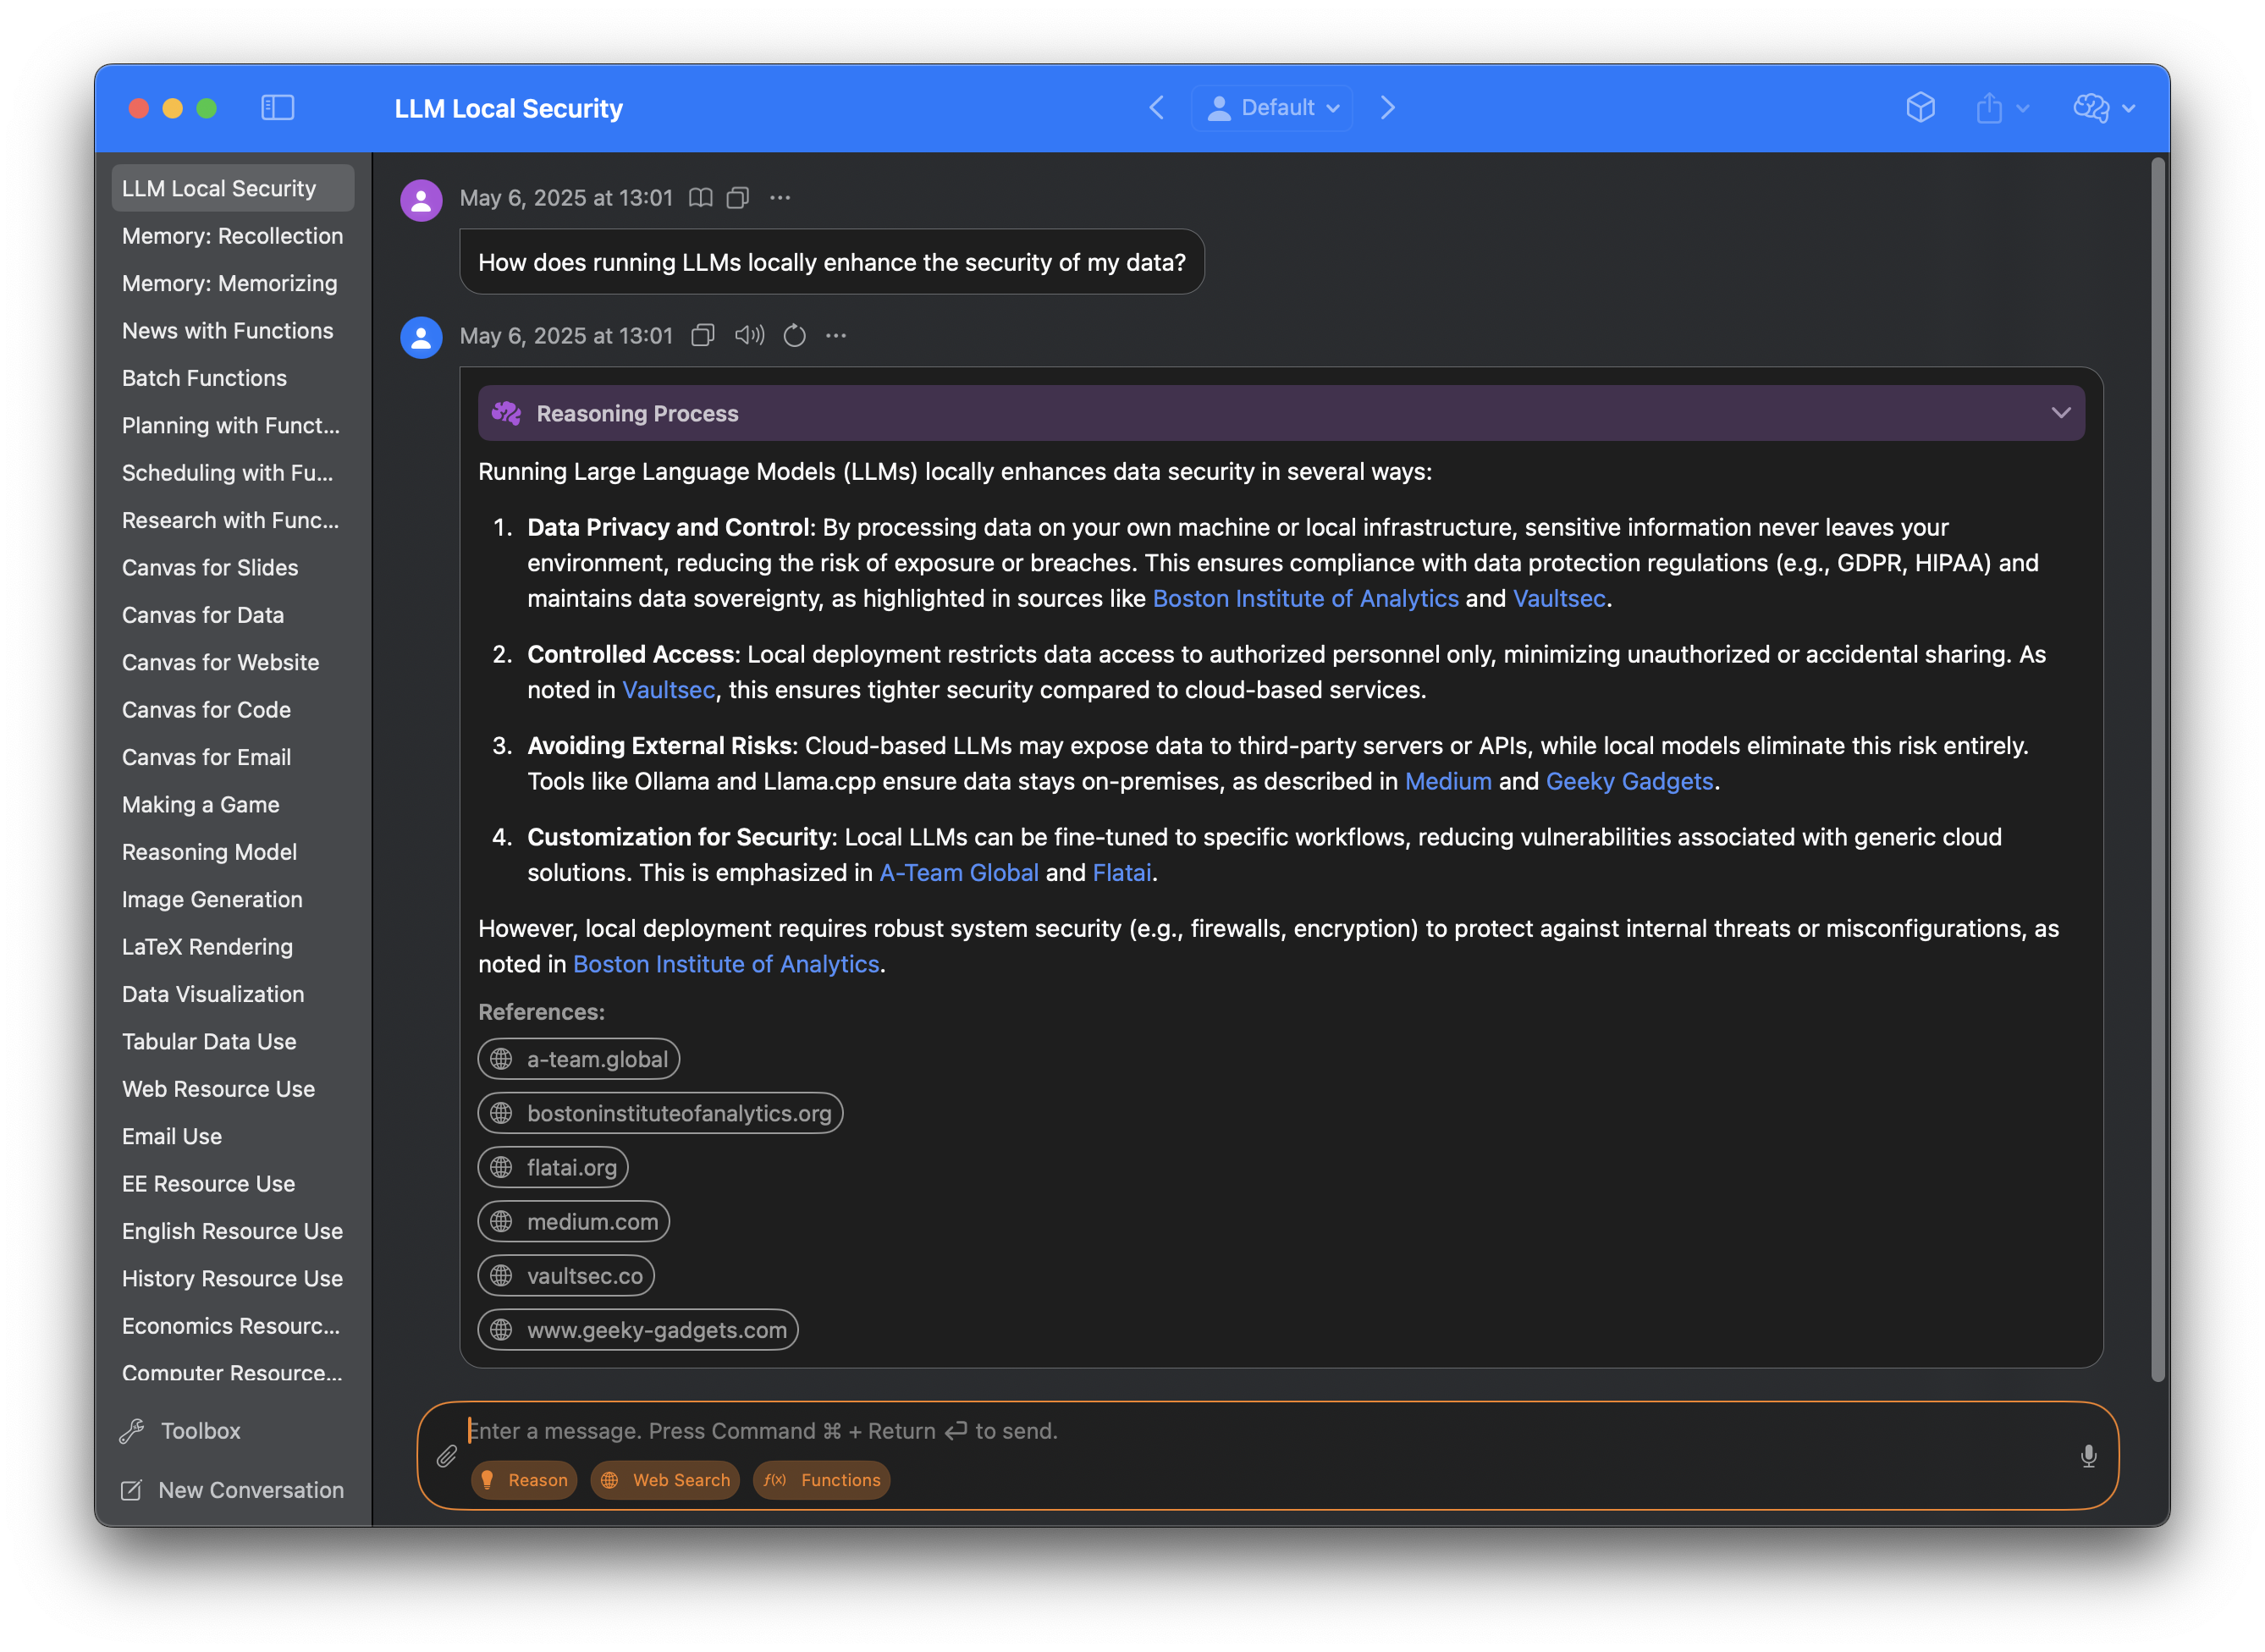 LLM Local Security
Default
LLM Local Security
Memory: Recollection
Memory: Memorizing
News with Functions
Batch Functions
Planning with Funct...
Scheduling with Fu...
Research with Func...
Canvas for Slides
Canvas for Data
Canvas for Website
Canvas for Code
Canvas for Email
Making a Game
Reasoning Model
Image Generation
LaTeX Rendering
Data Visualization
Tabular Data Use
Web Resource Use
Email Use
EE Resource Use
English Resource Use
History Resource Use
Economics Resourc...
Computer Resource...
Toolbox
New Conversation
May 6, 2025 at 13:01
How does running LLMs locally enhance the security of my data?
May 6, 2025 at 13:01
Reasoning Process
Running Large Language Models (LLMs) locally enhances data security in several ways:
1. Data Privacy and Control: By processing data on your own machine or local infrastructure, sensitive information never leaves your
environment, reducing the risk of exposure or breaches. This ensures compliance with data protection regulations (e.g., GDPR, HIPAA) and
maintains data sovereignty, as highlighted in sources like Boston Institute of Analytics and Vaultsec.
2. Controlled Access: Local deployment restricts data access to authorized personnel only, minimizing unauthorized or accidental sharing. As
noted in Vaultsec, this ensures tighter security compared to cloud-based services.
3. Avoiding External Risks: Cloud-based LLMs may expose data to third-party servers or APIs, while local models eliminate this risk entirely.
Tools like Ollama and Llama.cpp ensure data stays on-premises, as described in Medium and Geeky Gadgets.
4. Customization for Security: Local LLMs can be fine-tuned to specific workflows, reducing vulnerabilities associated with generic cloud
solutions. This is emphasized in A-Team Global and Flatai.
However, local deployment requires robust system security (e.g., firewalls, encryption) to protect against internal threats or misconfigurations, as
noted in Boston Institute of Analytics.
References:
a-team.global
bostoninstituteofanalytics.org
flatai.org
medium.com
vaultsec.co
www.geeky-gadgets.com
Enter a message. Press Command ⌘ + Return ↩ to send.
Reason
Web Search
f(x) Functions